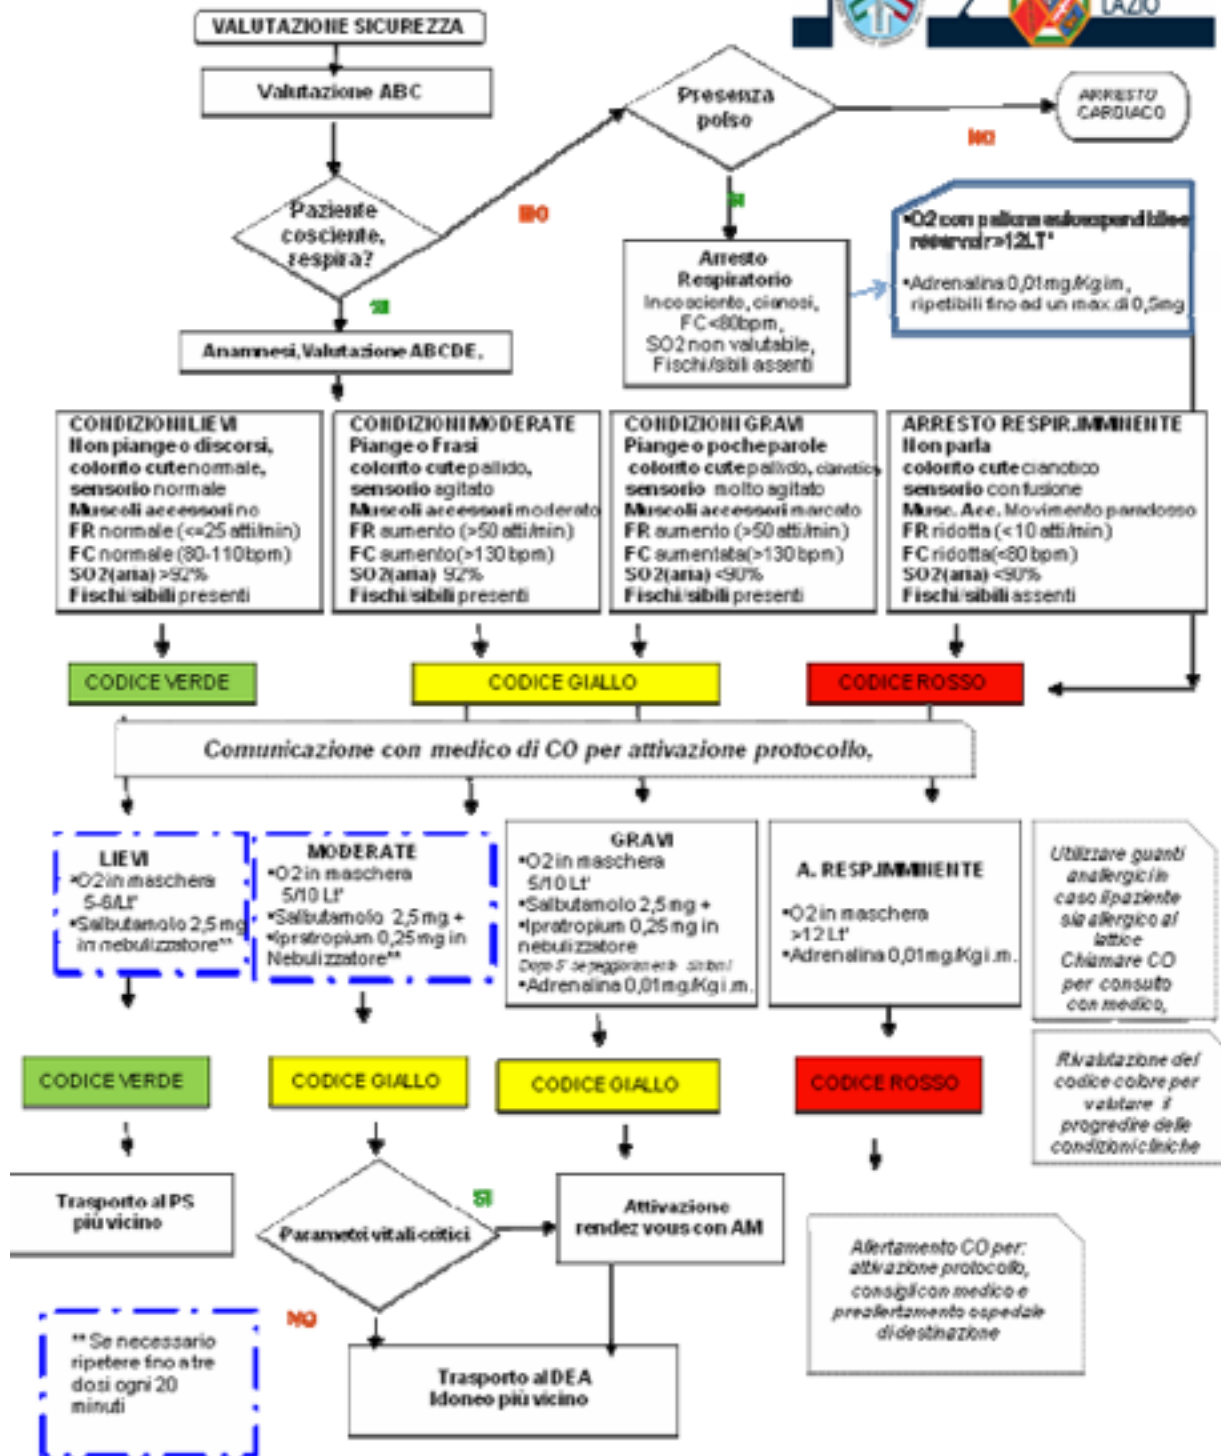 LAZIO
VALUTAZIONE SICUREZZA
Valutazione ABC
Presenza
polso
ARRESTO
CARDIACO
NO
Paziente
cosciente,
respira?
NO
SI
SI
Arresto
Respiratorio
Incosciente, cianosi,
FC<80bpm,
SO2 non valutabile,
Fischi/sibili assenti
•O2 con pallone autoespandibile e
reservoir >12LT'
•Adrenalina 0,01mg/Kg im,
ripetibili fino ad un max.di 0,5mg
Anamnesi, Valutazione ABCDE,
CONDIZIONI LIEVI
Non piange o discorsi,
colorito cute normale,
sensorio normale
Muscoli accessori no
FR normale (<=25 atti/min)
FC normale (80-110bpm)
SO2(aria) >92%
Fischi/sibili presenti
CONDIZIONI MODERATE
Piange o Frasi
colorito cute pallido,
sensorio agitato
Muscoli accessori moderato
FR aumento (>50 atti/min)
FC aumento(>130 bpm)
SO2(aria) 92%
Fischi/sibili presenti
CONDIZIONI GRAVI
Piange o poche parole
colorito cute pallido, cianotico,
sensorio molto agitato
Muscoli accessori marcato
FR aumento (>50 atti/min)
FC aumentata(>130 bpm)
SO2(aria) <90%
Fischi/sibili presenti
ARRESTO RESPIR.IMMINENTE
Non parla
colorito cute cianotico
sensorio confusione
Musc. Acc. Movimento paradosso
FR ridotta (<10 atti/min)
FC ridotta(<80 bpm)
SO2(aria) <90%
Fischi/sibili assenti
CODICE VERDE
CODICE GIALLO
CODICE ROSSO
Comunicazione con medico di CO per attivazione protocollo,
LIEVI
•O2 in maschera
5-6/Lt'
•Salbutamolo 2,5 mg
in nebulizzatore**
MODERATE
•O2 in maschera
5/10 Lt'
•Salbutamolo 2,5 mg +
•Ipratropium 0,25 mg in
Nebulizzatore**
GRAVI
•O2 in maschera
5/10 Lt'
•Salbutamolo 2,5 mg +
•Ipratropium 0,25 mg in
nebulizzatore
Dopo 5' se peggioramento sintomi
•Adrenalina 0,01mg/Kg i.m.
A. RESP.IMMINENTE
•O2 in maschera
>12 Lt'
•Adrenalina 0,01mg/Kg i.m.
Utilizzare guanti
anallergici in
caso il paziente
sia allergico al
lattice
Chiamare CO
per consulto
con medico,
Rivalutazione del
codice colore per
valutare il
progredire delle
condizioni cliniche
CODICE VERDE
CODICE GIALLO
CODICE GIALLO
CODICE ROSSO
Trasporto al PS
più vicino
Parametri vitali critici
SI
NO
Attivazione
rendez vous con AM
Allertamento CO per:
attivazione protocollo,
consigli con medico e
preallertamento ospedale
di destinazione
** Se necessario
ripetere fino a tre
dosi ogni 20
minuti
Trasporto al DEA
Idoneo più vicino